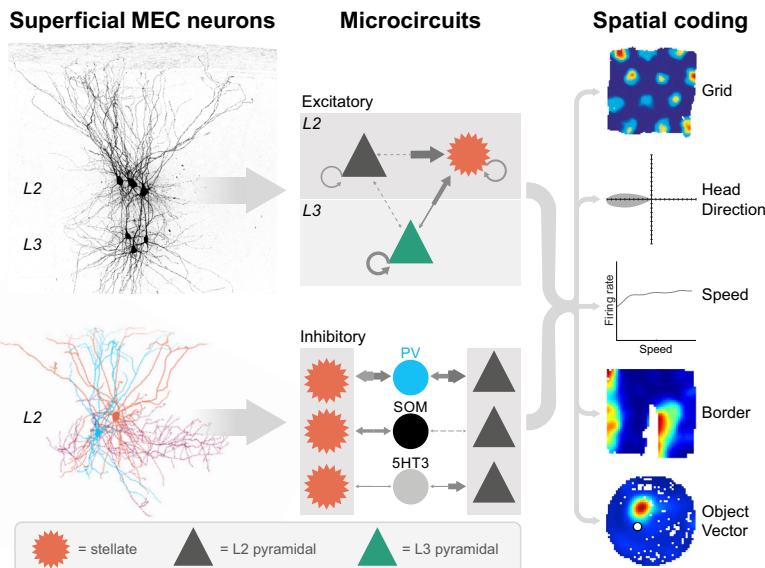 Superficial MEC neurons
Microcircuits
Spatial coding
L2
L3
Excitatory
L2
L3
Grid
Head
Direction
Firing rate
Speed
Speed
L2
Inhibitory
PV
SOM
5HT3
Border
Object
Vector
= stellate
= L2 pyramidal
= L3 pyramidal